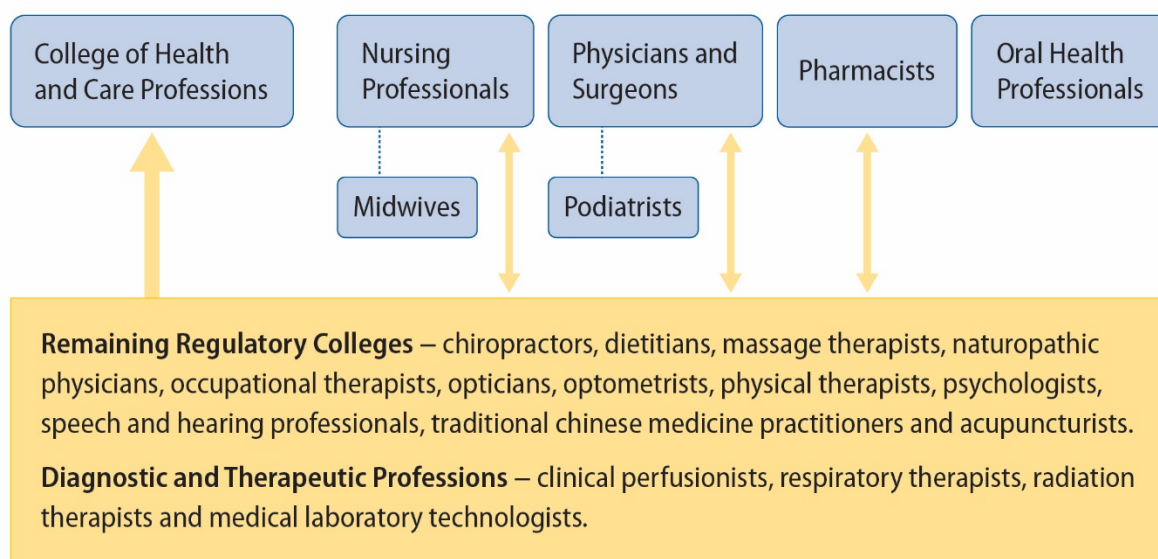 College of Health
and Care Professions
Nursing
Professionals
Physicians and
Surgeons
Pharmacists
Oral Health
Professionals
Midwives
Podiatrists
Remaining Regulatory Colleges – chiropractors, dietitians, massage therapists, naturopathic
physicians, occupational therapists, opticians, optometrists, physical therapists, psychologists,
speech and hearing professionals, traditional chinese medicine practitioners and acupuncturists.
Diagnostic and Therapeutic Professions – clinical perfusionists, respiratory therapists, radiation
therapists and medical laboratory technologists.